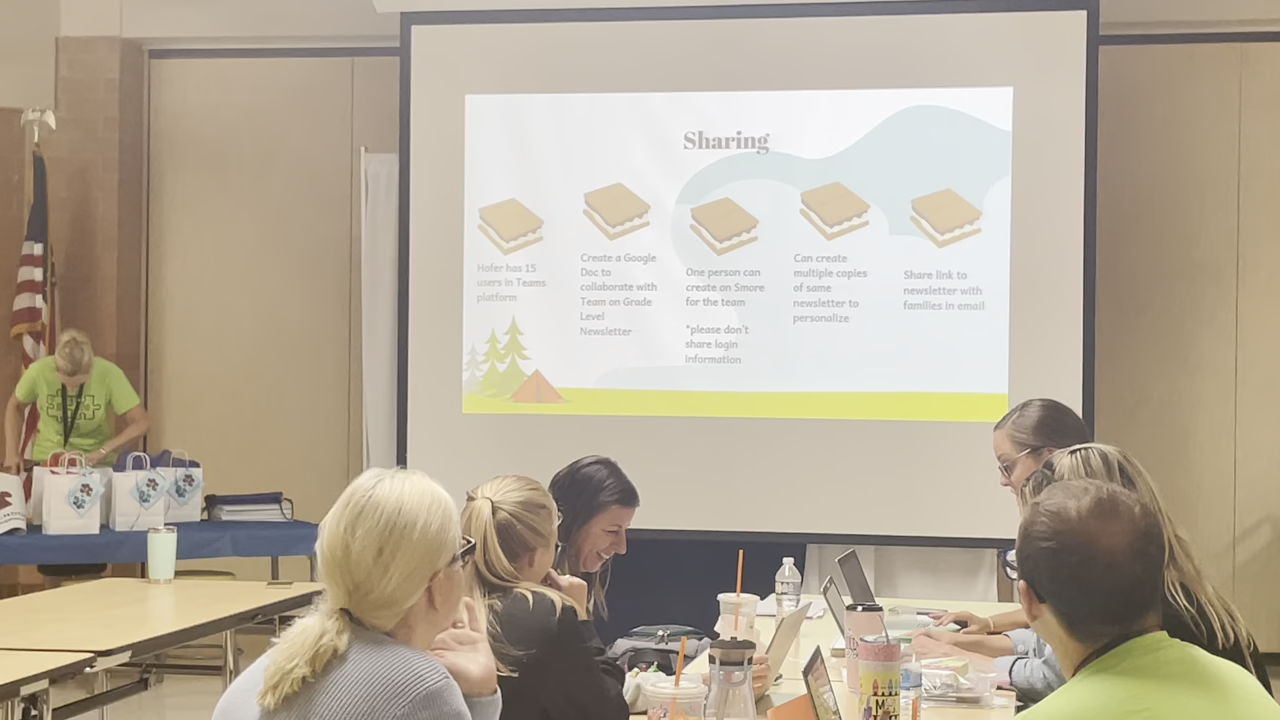 Sharing
Hofer has 15
users in Teams
platform
Create a Google
Doc to
collaborate with
Team on Grade
Level
Newsletter
One person can
create on Smore
for the team
*please don't
share login
information
Can create
multiple copies
of same
newsletter to
personalize
Share link to
newsletter with
families in email